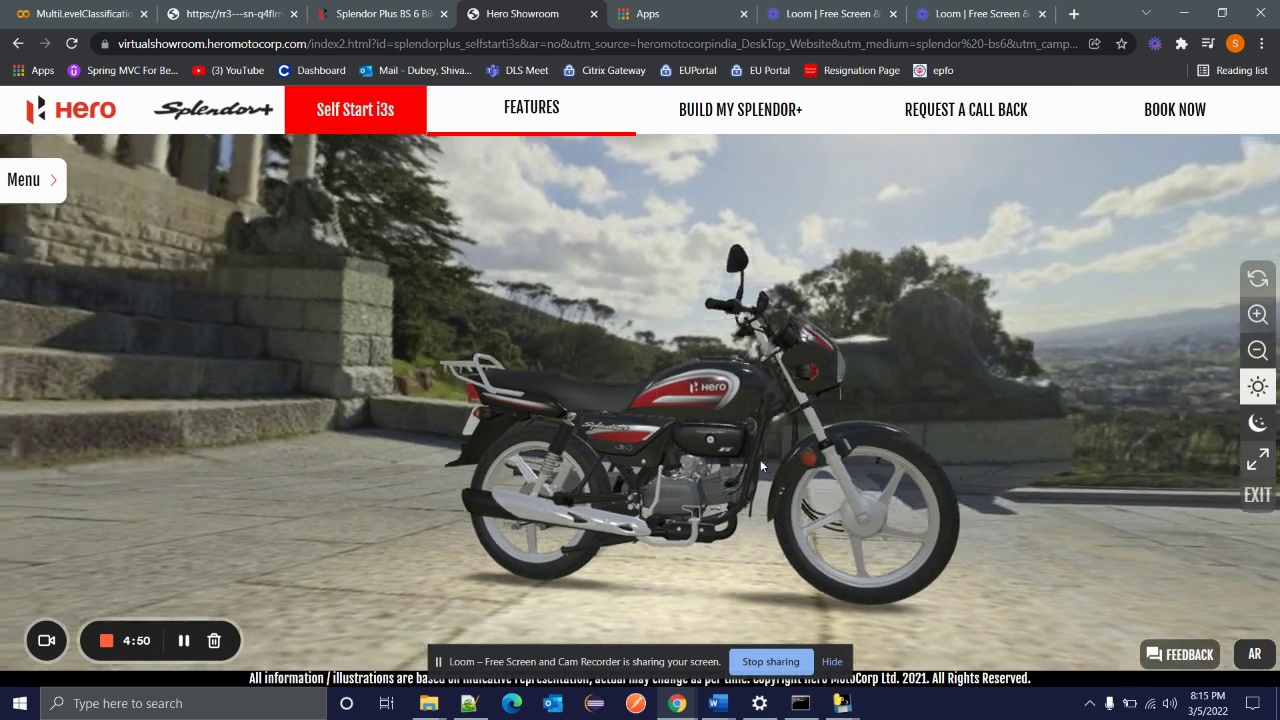 MultiLevelClassificatio
https://rr3---sn-q4flrn
Splendor Plus BS 6 Bik
Hero Showroom
Apps
Loom | Free Screen &
Loom | Free Screen &
virtualshowroom.heromotocorp.com/index2.html?id=splendorplus_selfstarti3s&at=no&utm_source=heromotocorpindia_DeskTop_Website&utm_medium=splendor%20-bs6&utm_camp...
S
Apps
Spring MVC For Be...
(3) YouTube
Dashboard
Mail - Dubey, Shiva...
DLS Meet
Citrix Gateway
EUPortal
EU Portal
Resignation Page
epfo
Reading list
Hero
Splendor+
Self Start i3s
FEATURES
BUILD MY SPLENDOR+
REQUEST A CALL BACK
BOOK NOW
Menu
Hero
Splendor+
EXIT
4:50
Loom – Free Screen and Cam Recorder is sharing your screen.
Stop sharing
Hide
FEEDBACK
AR
All information / illustrations are based on indicative representation, actual may change as per time. Copyright Hero MotoCorp Ltd. 2021. All Rights Reserved.
Type here to search
8:15 PM
3/5/2022